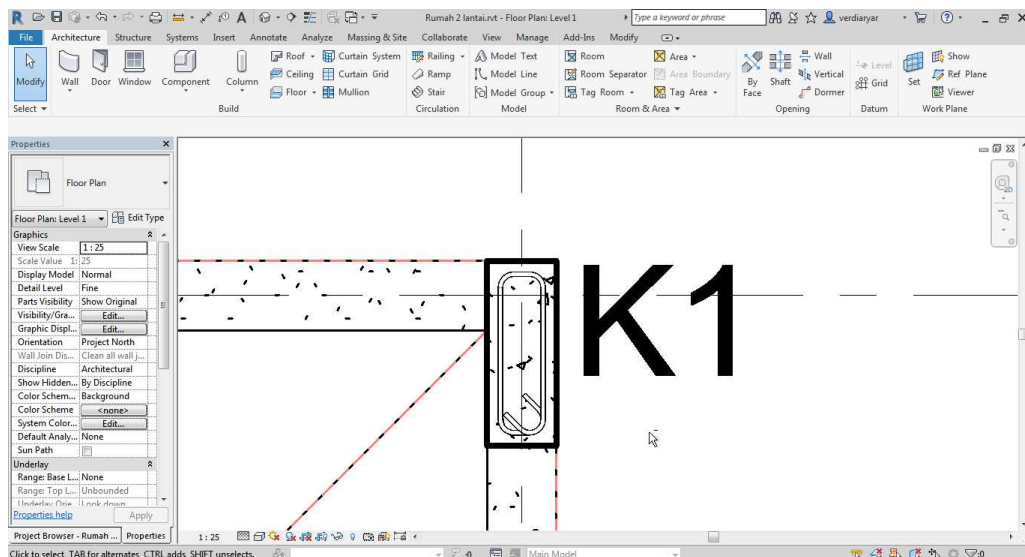 Rumah 2 lantai.rvt - Floor Plan: Level 1
Type a keyword or phrase
verdiaryar
File Architecture Structure Systems Insert Annotate Analyze Massing & Site Collaborate View Manage Add-Ins Modify
Modify
Wall
Door
Window
Component
Column
Roof
Ceiling
Floor
Curtain System
Curtain Grid
Mullion
Railing
Ramp
Stair
Model Text
Model Line
Model Group
Room
Room Separator
Tag Room
Area
Area Boundary
Tag Area
By Face
Shaft
Wall
Vertical
Dormer
Level
Grid
Set
Show
Ref Plane
Viewer
Select Build Circulation Model Room & Area Opening Datum Work Plane
Properties
Floor Plan
Floor Plan: Level 1 Edit Type
Graphics
View Scale 1 : 25
Scale Value 1: 25
Display Model Normal
Detail Level Fine
Parts Visibility Show Original
Visibility/Gra... Edit...
Graphic Displ... Edit...
Orientation Project North
Wall Join Dis... Clean all wall j...
Discipline Architectural
Show Hidden... By Discipline
Color Schem... Background
Color Scheme <none>
System Color... Edit...
Default Analy... None
Sun Path
Underlay
Range: Base L... None
Range: Top L... Unbounded
Underlay Orie... Look down
Properties help Apply
Project Browser - Rumah ... Properties
K1
1 : 25
Click to select, TAB for alternates, CTRL adds, SHIFT unselects.
:0
Main Model
:0